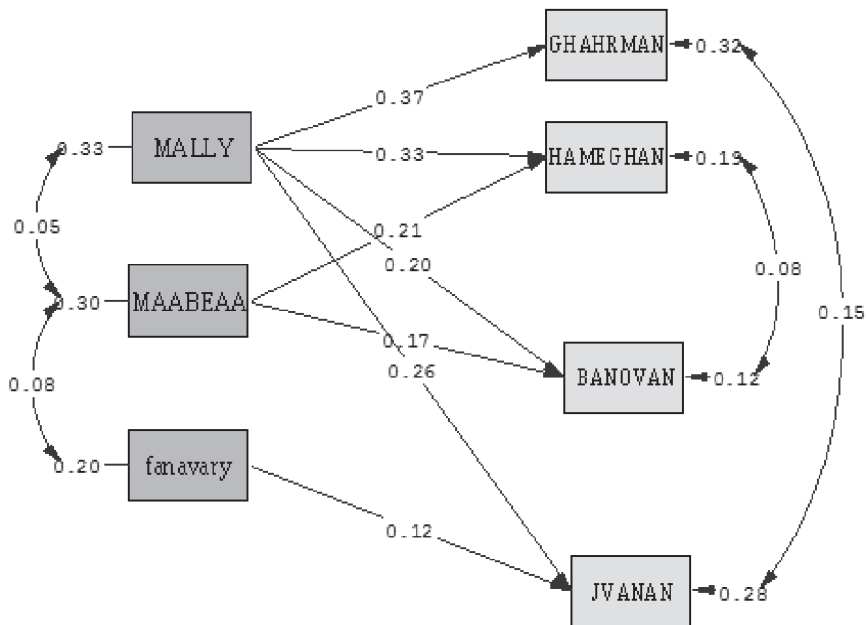 GHAHRMAN
0.32
0.37
0.33
MALLY
0.33
HAMEGHAN
0.19
0.05
0.21
0.20
0.08
0.30
MAABEAA
0.15
0.17
0.26
BANOVAN
0.12
0.08
0.20
fanavary
0.12
JVANAN
0.28